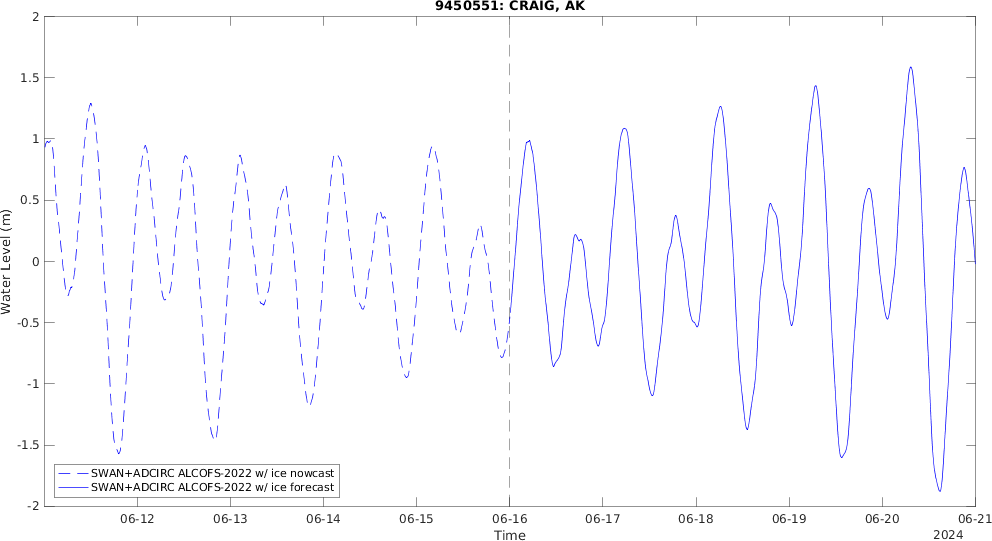 9450551: CRAIG, AK
2
1.5
1
0.5
0
-0.5
-1
-1.5
-2
Water Level (m)
SWAN+ADCIRC ALCOFS-2022 w/ ice nowcast
SWAN+ADCIRC ALCOFS-2022 w/ ice forecast
06-12 06-13 06-14 06-15 06-16 06-17 06-18 06-19 06-20 06-21
Time
2024